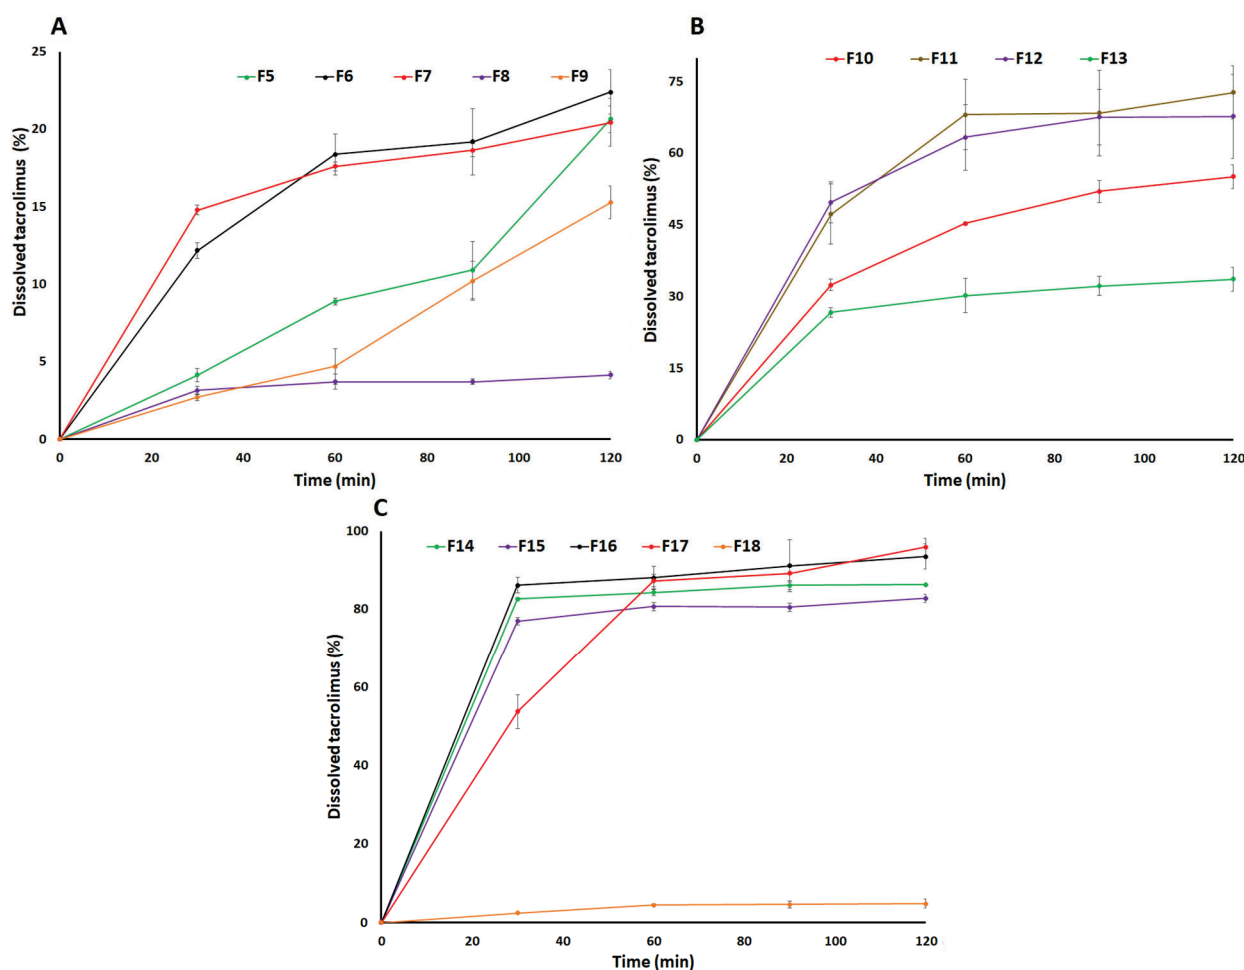 A
F5 F6 F7 F8 F9
Dissolved tacrolimus (%)
25
20
15
10
5
0
0 20 40 60 80 100 120
Time (min)
B
F10 F11 F12 F13
Dissolved tacrolimus (%)
75
60
45
30
15
0
0 20 40 60 80 100 120
Time (min)
C
F14 F15 F16 F17 F18
Dissolved tacrolimus (%)
100
80
60
40
20
0
0 20 40 60 80 100 120
Time (min)